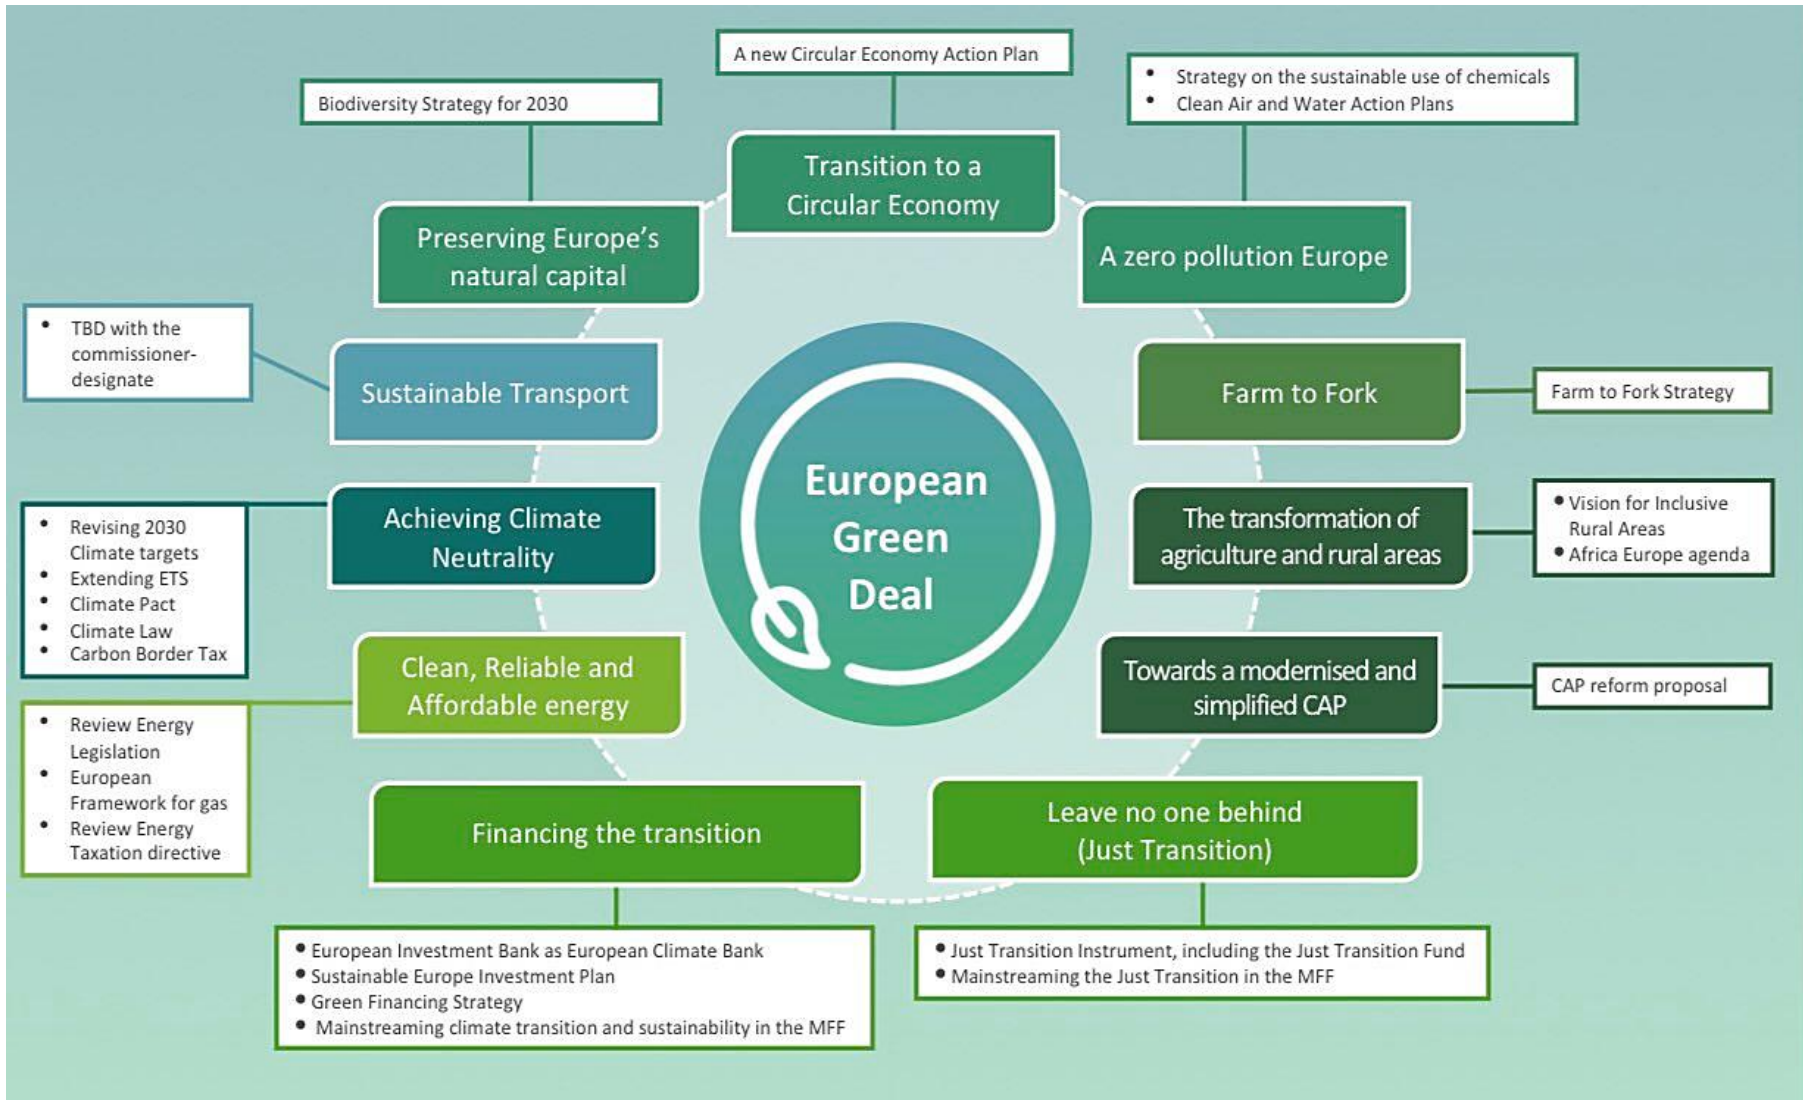 A new Circular Economy Action Plan
Biodiversity Strategy for 2030
• Strategy on the sustainable use of chemicals
• Clean Air and Water Action Plans
Transition to a
Circular Economy
Preserving Europe's
natural capital
A zero pollution Europe
• TBD with the
commissioner-
designate
Sustainable Transport
Farm to Fork
Farm to Fork Strategy
European
Green
Deal
• Revising 2030
Climate targets
• Extending ETS
• Climate Pact
• Climate Law
• Carbon Border Tax
Achieving Climate
Neutrality
The transformation of
agriculture and rural areas
• Vision for Inclusive
Rural Areas
• Africa Europe agenda
• Review Energy
Legislation
• European
Framework for gas
• Review Energy
Taxation directive
Clean, Reliable and
Affordable energy
Towards a modernised and
simplified CAP
CAP reform proposal
Financing the transition
Leave no one behind
(Just Transition)
• European Investment Bank as European Climate Bank
• Sustainable Europe Investment Plan
• Green Financing Strategy
• Mainstreaming climate transition and sustainability in the MFF
• Just Transition Instrument, including the Just Transition Fund
• Mainstreaming the Just Transition in the MFF